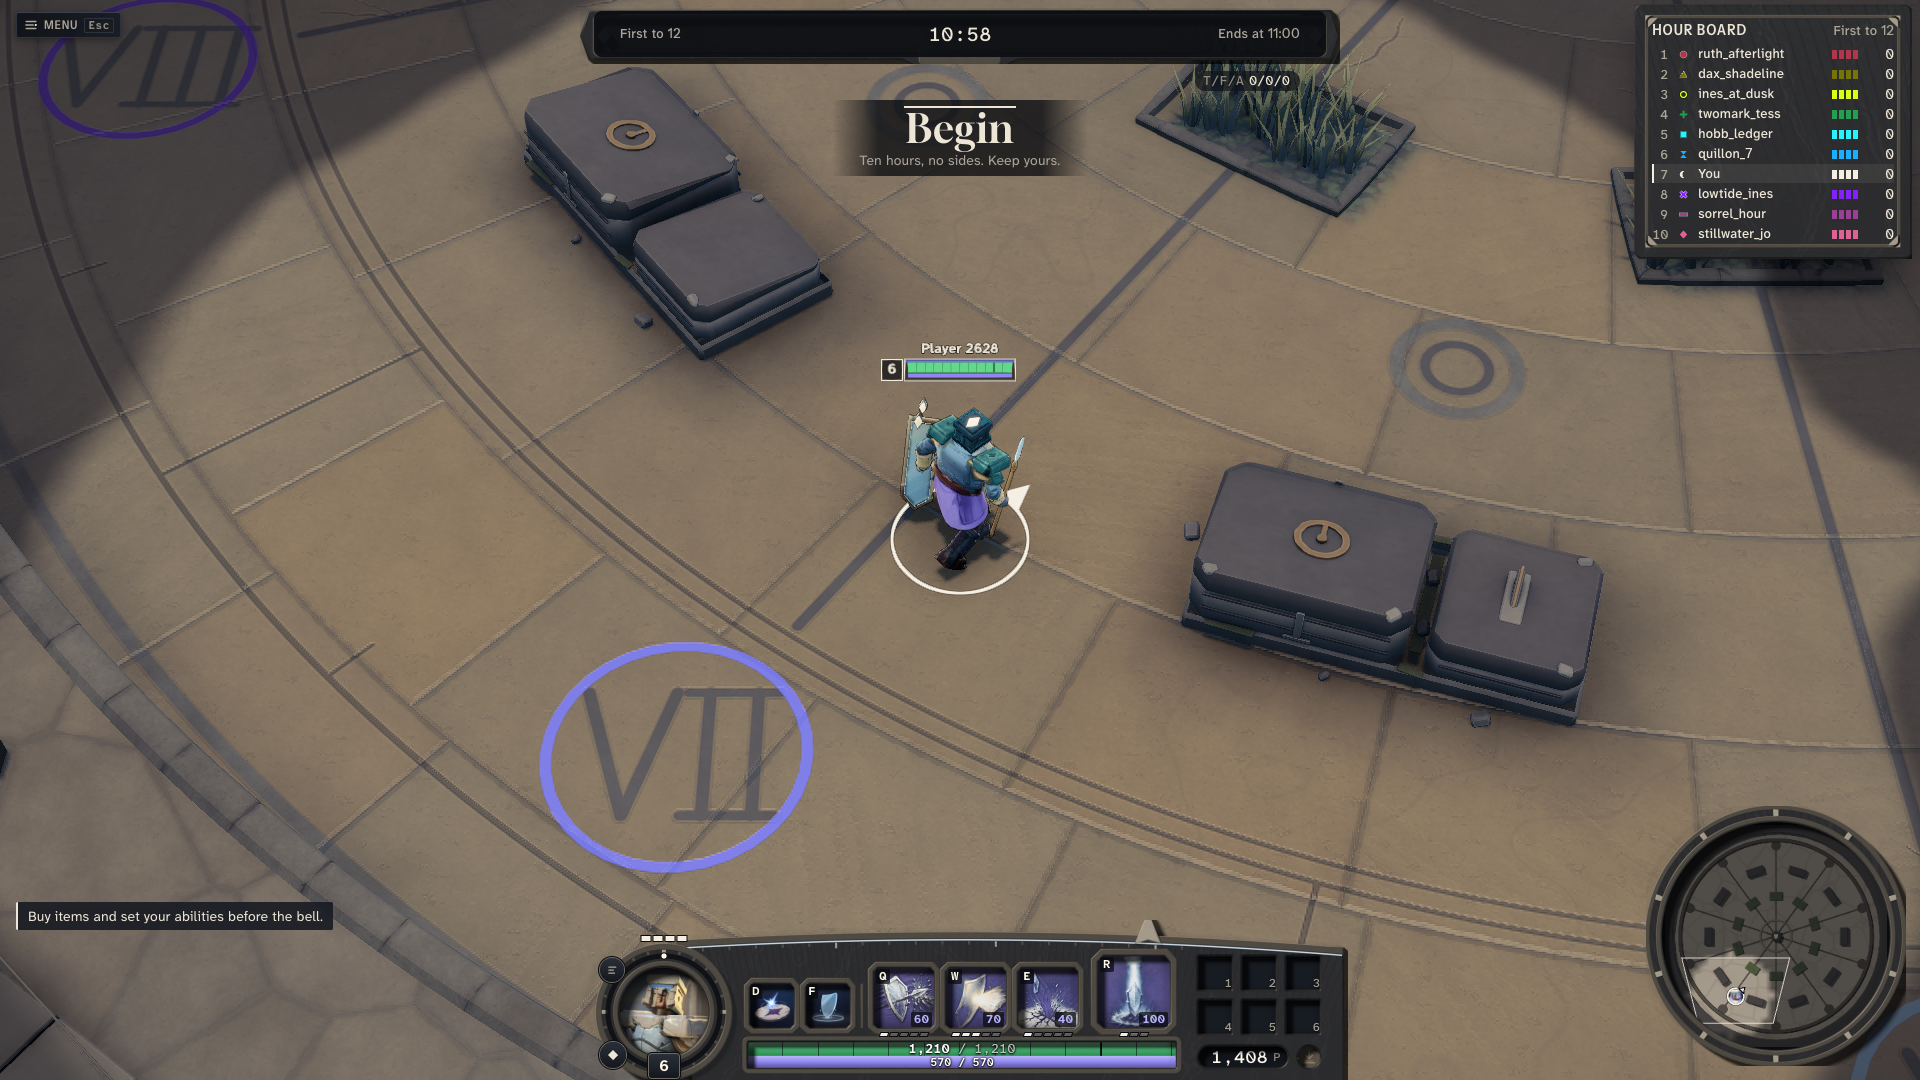 MENU Esc
VIII
First to 12 10:58 Ends at 11:00
T/F/A 0/0/0
Begin
Ten hours, no sides. Keep yours.
HOUR BOARD First to 12
1 ruth_afterlight 0
2 dax_shadeline 0
3 ines_at_dusk 0
4 twomark_tess 0
5 hobb_ledger 0
6 quillon_7 0
7 You 0
8 lowtide_ines 0
9 sorrel_hour 0
10 stillwater_jo 0
Player 2628
6
VII
Buy items and set your abilities before the bell.
D F Q 60 W 70 E 40 R 100
1 2 3
4 5 6
1,210 / 1,210
570 / 570
6
1,408 P